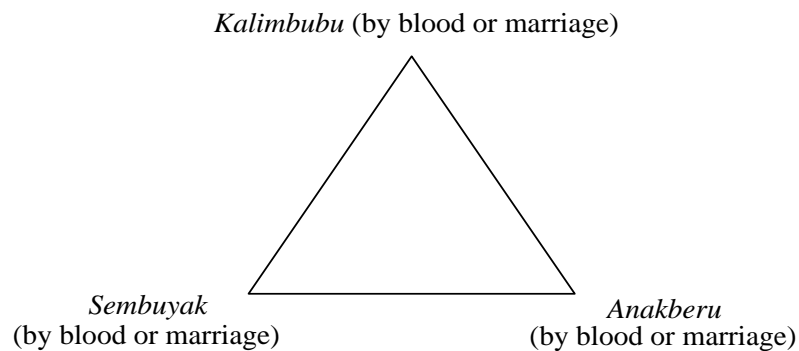 Kalimbubu (by blood or marriage)
Sembuyak
(by blood or marriage)
Anakberu
(by blood or marriage)